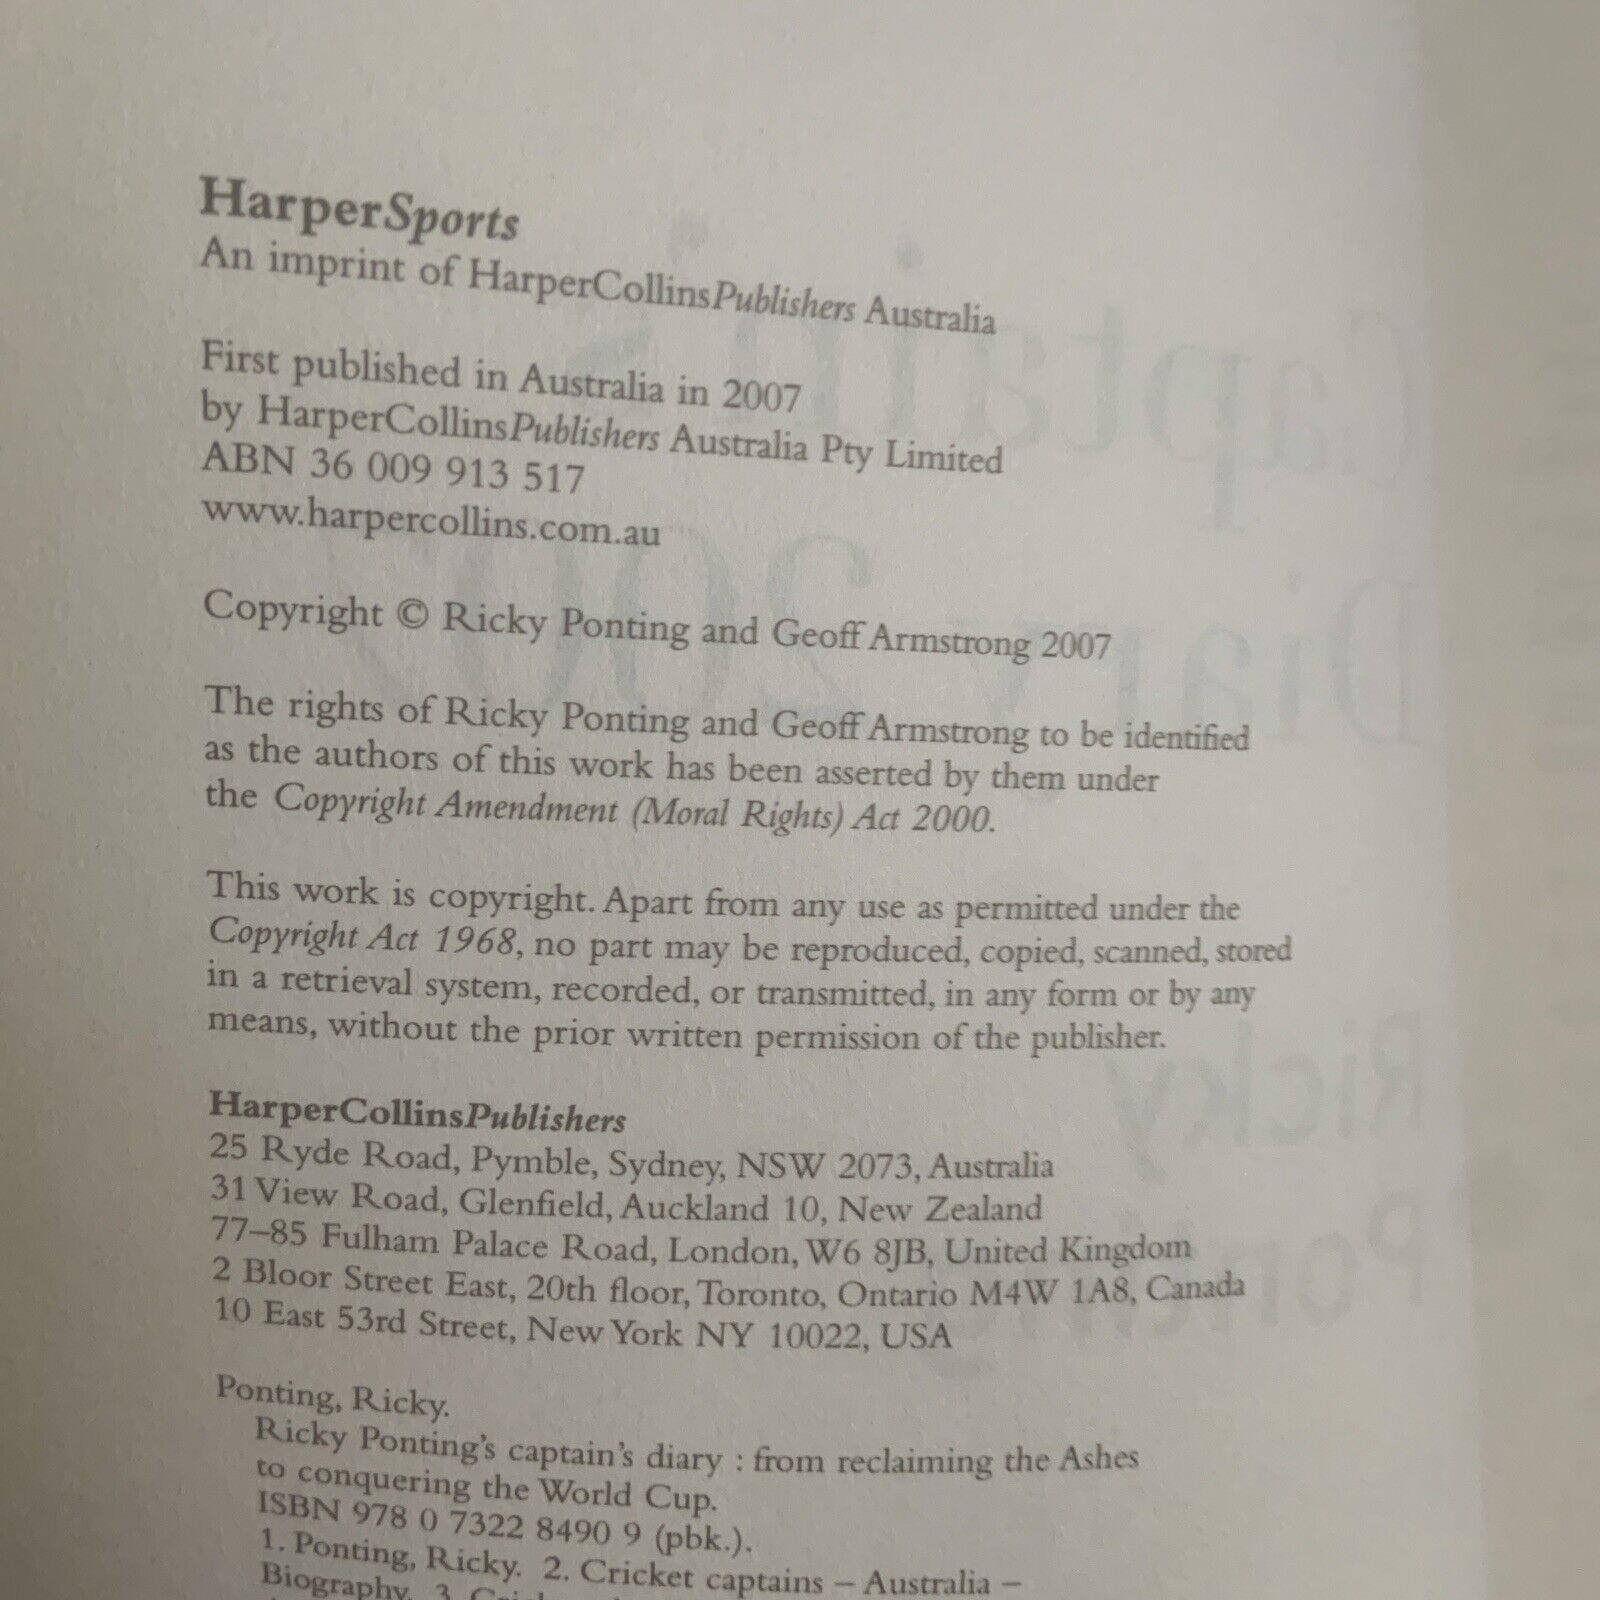 HarperSports
An imprint of HarperCollinsPublishers Australia
First published in Australia in 2007
by HarperCollinsPublishers Australia Pty Limited
ABN 36 009 913 517
www.harpercollins.com.au
Copyright © Ricky Ponting and Geoff Armstrong 2007
The rights of Ricky Ponting and Geoff Armstrong to be identified
as the authors of this work has been asserted by them under
the Copyright Amendment (Moral Rights) Act 2000.
This work is copyright. Apart from any use as permitted under the
Copyright Act 1968, no part may be reproduced, copied, scanned, stored
in a retrieval system, recorded, or transmitted, in any form or by any
means, without the prior written permission of the publisher.
HarperCollinsPublishers
25 Ryde Road, Pymble, Sydney, NSW 2073, Australia
31 View Road, Glenfield, Auckland 10, New Zealand
77–85 Fulham Palace Road, London, W6 8JB, United Kingdom
2 Bloor Street East, 20th floor, Toronto, Ontario M4W 1A8, Canada
10 East 53rd Street, New York NY 10022, USA
Ponting, Ricky.
Ricky Ponting's captain's diary : from reclaiming the Ashes
to conquering the World Cup.
ISBN 978 0 7322 8490 9 (pbk.).
1. Ponting, Ricky. 2. Cricket captains – Australia –
Biography. 3.